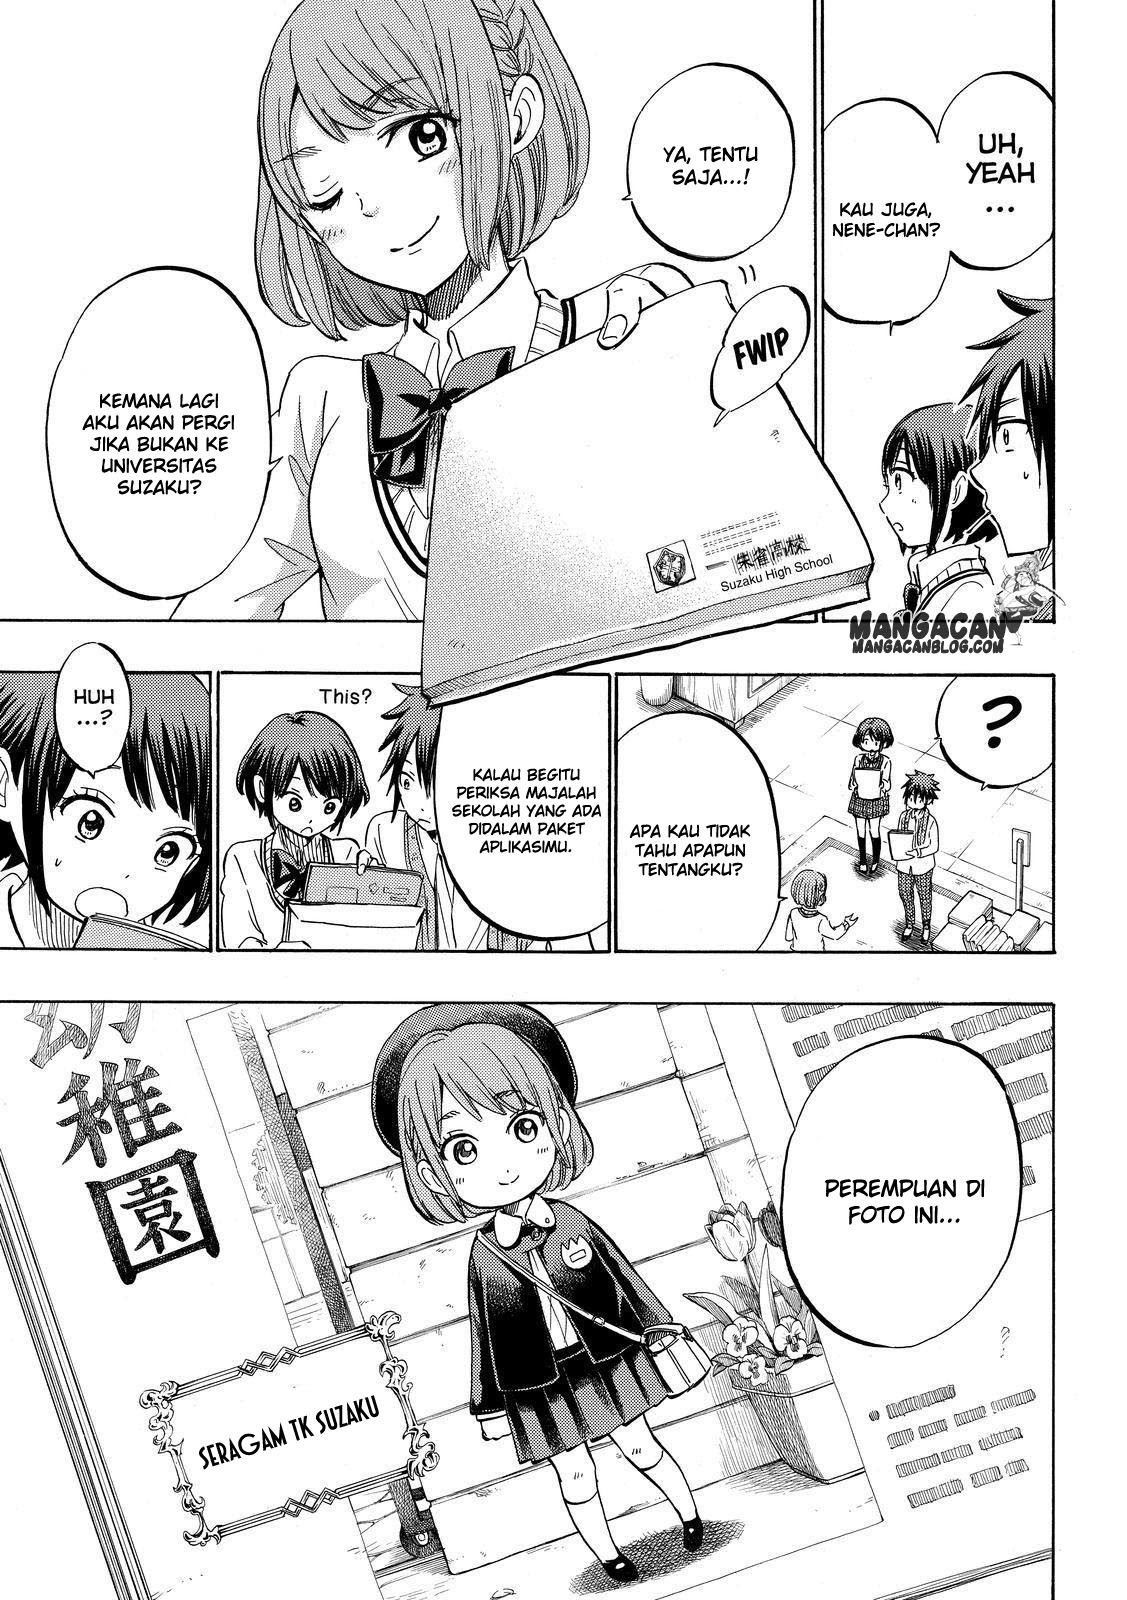 UH,
YEAH
...
KAU JUGA,
NENE-CHAN?
YA, TENTU
SAJA...!
FWIP
KEMANA LAGI
AKU AKAN PERGI
JIKA BUKAN KE
UNIVERSITAS
SUZAKU?
朱雀高校
Suzaku High School
MANGACAN
MANGACANBLOG.COM
?
APA KAU TIDAK
TAHU APAPUN
TENTANGKU?
KALAU BEGITU
PERIKSA MAJALAH
SEKOLAH YANG ADA
DIDALAM PAKET
APLIKASIMU.
This?
HUH
...?
PEREMPUAN DI
FOTO INI...
幼稚園
SERAGAM TK SUZAKU